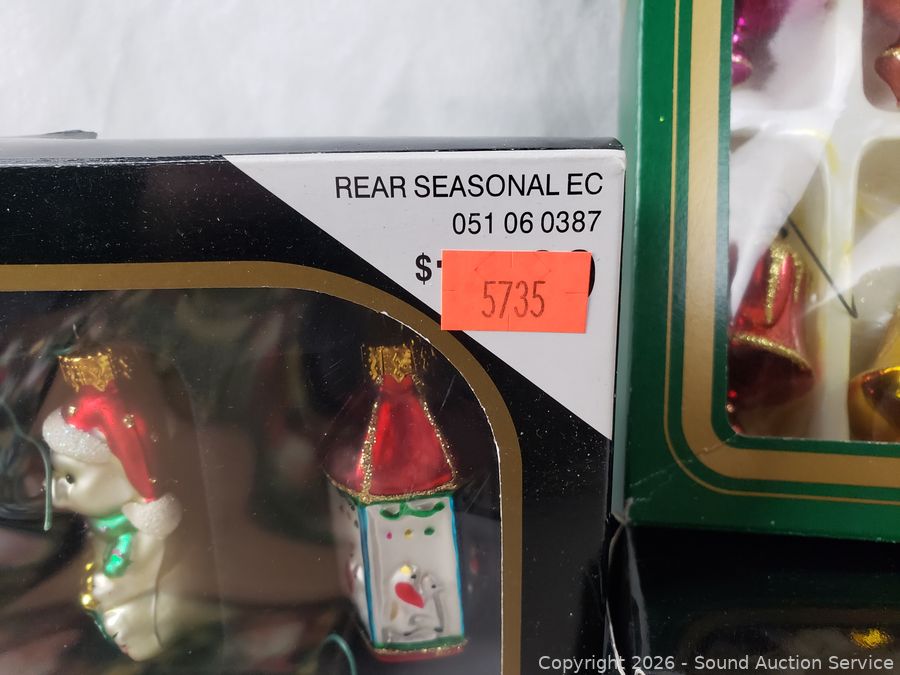 REAR SEASONAL EC
051 06 0387
$
5735
Copyright 2026 - Sound Auction Service